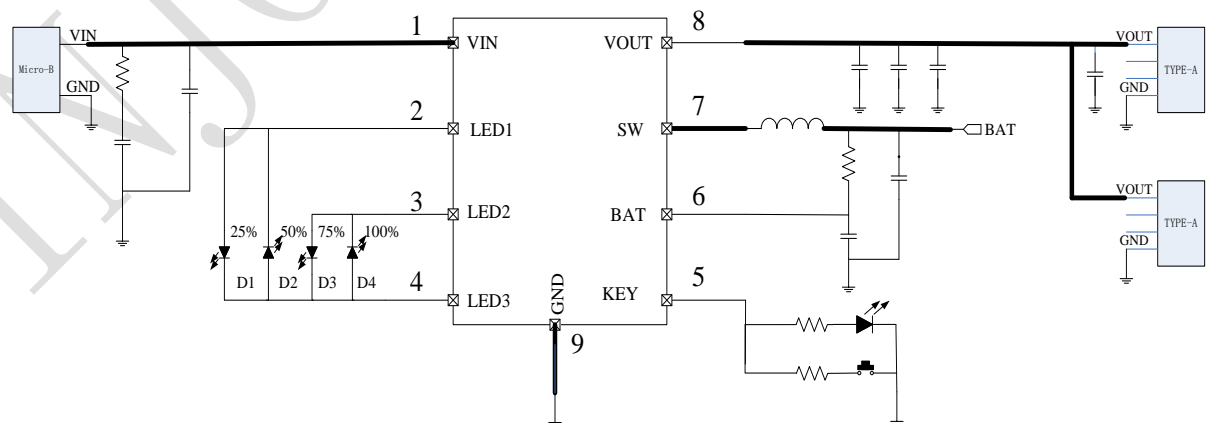 1
8
VIN
VIN
VOUT
VOUT
Micro-B
TYPE-A
GND
GND
2
7
LED1
SW
BAT
3
6
VOUT
LED2
BAT
TYPE-A
25%
50%
75%
100%
GND
D1
D2
D3
D4
4
5
LED3
GND
KEY
9